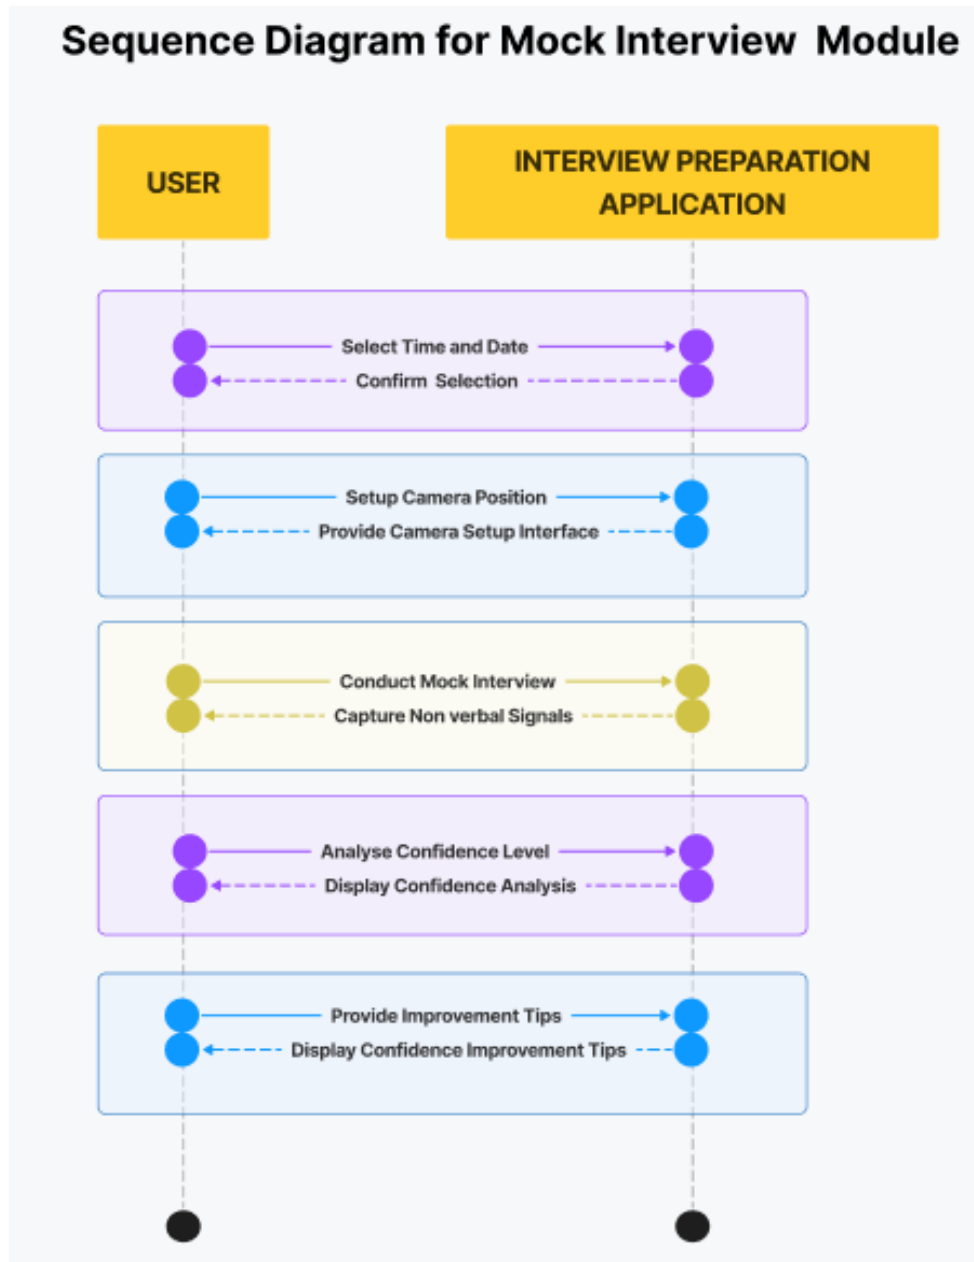 Sequence Diagram for Mock Interview Module
USER
INTERVIEW PREPARATION
APPLICATION
Select Time and Date
Confirm Selection
Setup Camera Position
Provide Camera Setup Interface
Conduct Mock Interview
Capture Non verbal Signals
Analyse Confidence Level
Display Confidence Analysis
Provide Improvement Tips
Display Confidence Improvement Tips